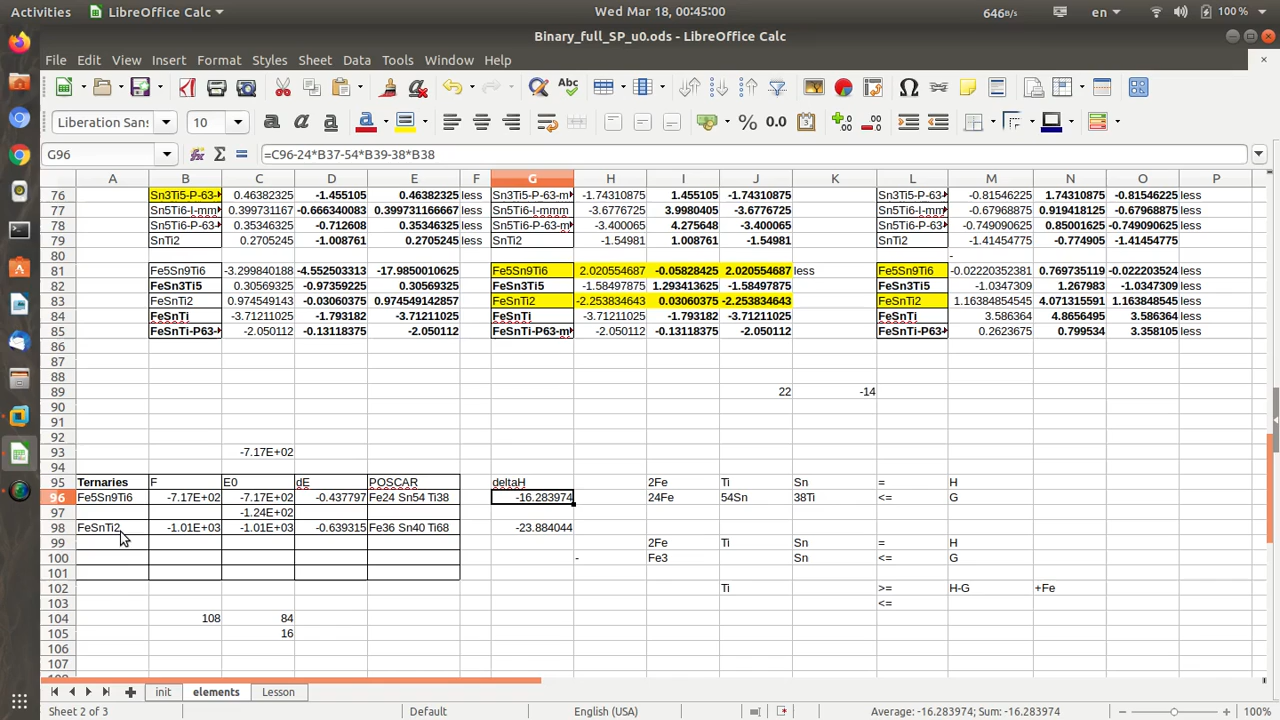 Activities LibreOffice Calc Wed Mar 18, 00:45:00 646B/s en 100 %
Binary_full_SP_u0.ods - LibreOffice Calc
File Edit View Insert Format Styles Sheet Data Tools Window Help
Liberation Sans 10
G96 =C96-24*B37-54*B39-38*B38
A B C D E F G H I J K L M N O P
76 Sn3Ti5-P-63- 0.46382325 -1.455105 0.46382325 less Sn3Ti5-P-63-m -1.74310875 1.455105 -1.74310875 Sn3Ti5-P-63. -0.81546225 1.74310875 -0.81546225 less
77 Sn5Ti6-I-mm 0.399731167 -0.666340083 0.399731166667 less Sn5Ti6-I-mmm -3.6776725 3.9980405 -3.6776725 Sn5Ti6-I-mm -0.67968875 0.919418125 -0.67968875 less
78 Sn5Ti6-P-63- 0.35346325 -0.712608 0.35346325 less Sn5Ti6-P-63-m -3.400065 4.275648 -3.400065 Sn5Ti6-P-63. -0.749090625 0.85001625 -0.749090625 less
79 SnTi2 0.2705245 -1.008761 0.2705245 less SnTi2 -1.54981 1.008761 -1.54981 SnTi2 -1.41454775 -0.774905 -1.41454775 less
80 -
81 Fe5Sn9Ti6 -3.299840188 -4.552503313 -17.9850010625 Fe5Sn9Ti6 2.020554687 -0.05828425 2.020554687 less Fe5Sn9Ti6 -0.02220352381 0.769735119 -0.022203524 less
82 FeSn3Ti5 0.30569325 -0.97359225 0.30569325 FeSn3Ti5 -1.58497875 1.293413625 -1.58497875 FeSn3Ti5 -1.0347309 1.267983 -1.0347309 less
83 FeSnTi2 0.974543149 -0.03060375 0.974549142857 FeSnTi2 -2.253834643 0.03060375 -2.253834643 FeSnTi2 1.16384854545 4.071315591 1.163848545 less
84 FeSnTi -3.71211025 -1.793182 -3.71211025 FeSnTi -3.71211025 -1.793182 -3.71211025 FeSnTi 3.586364 4.8656495 3.586364 less
85 FeSnTi-P63- -2.050112 -0.13118375 -2.050112 FeSnTi-P63-m -2.050112 -0.13118375 -2.050112 FeSnTi-P63- 0.2623675 0.799534 3.358105 less
86
87
88
89 22 -14
90
91
92
93 -7.17E+02
94
95 Ternaries F E0 dE POSCAR deltaH 2Fe Ti Sn = H
96 Fe5Sn9Ti6 -7.17E+02 -7.17E+02 -0.437797 Fe24 Sn54 Ti38 -16.283974 24Fe 54Sn 38Ti <= G
97 -1.24E+02
98 FeSnTi2 -1.01E+03 -1.01E+03 -0.639315 Fe36 Sn40 Ti68 -23.884044
99 2Fe Ti Sn = H
100 - Fe3 Sn <= G
101
102 Ti >= H-G +Fe
103 <=
104 108 84
105 16
106
107
init elements Lesson
Sheet 2 of 3 Default English (USA) Average: -16.283974; Sum: -16.283974 100%